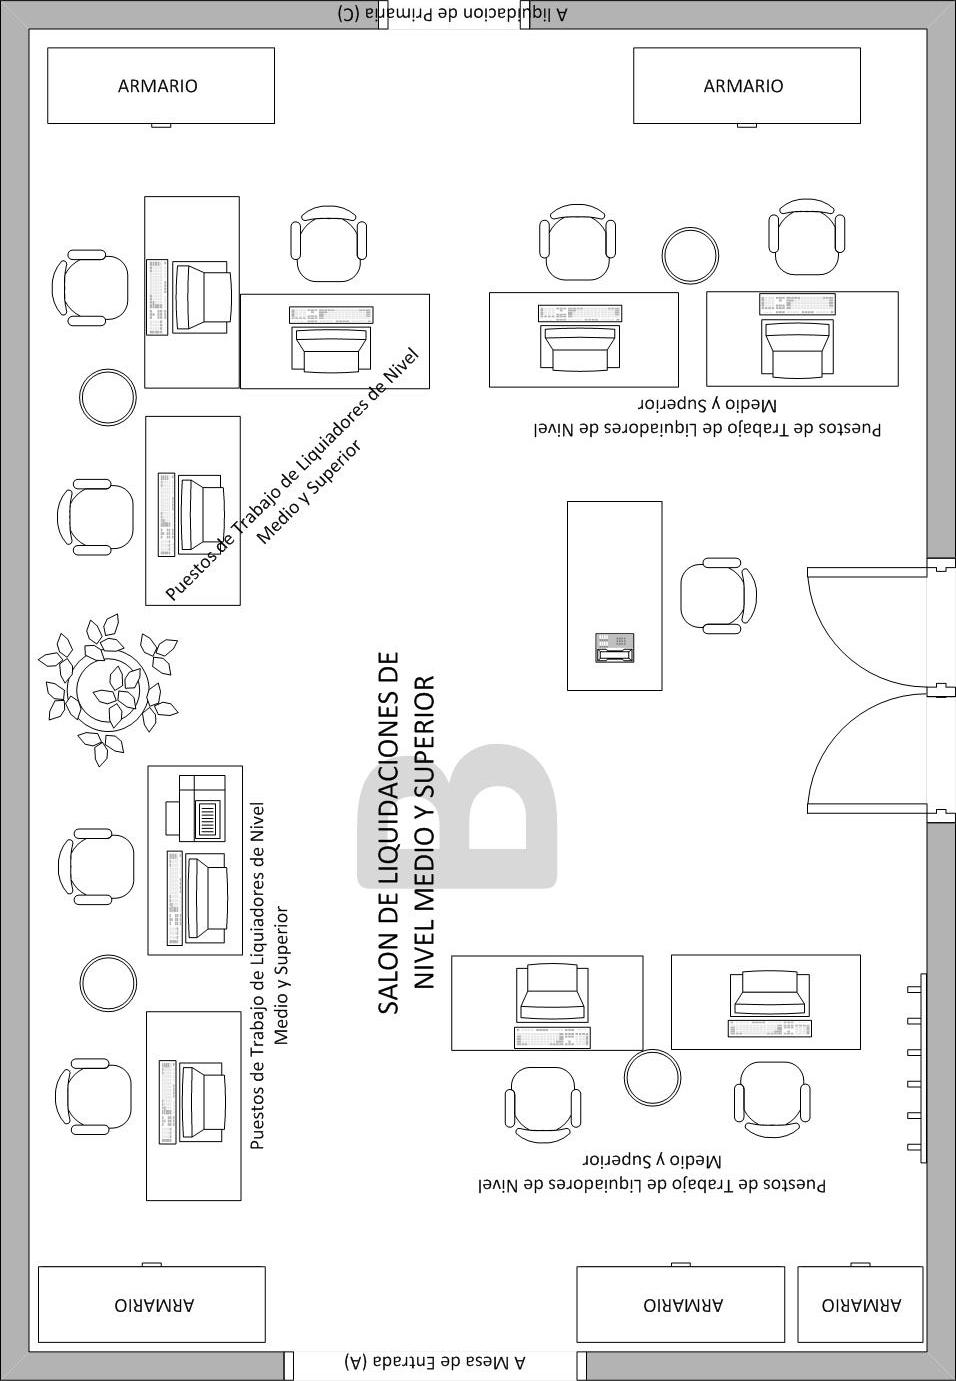 A liquidacion de Primaria (C)
ARMARIO
ARMARIO
Puestos de Trabajo de Liquiadores de Nivel
Medio y Superior
Puestos de Trabajo de Liquiadores de Nivel
Medio y Superior
SALON DE LIQUIDACIONES DE
NIVEL MEDIO Y SUPERIOR
B
Puestos de Trabajo de Liquiadores de Nivel
Medio y Superior
Puestos de Trabajo de Liquiadores de Nivel
Medio y Superior
ARMARIO
ARMARIO
ARMARIO
A Mesa de Entrada (A)